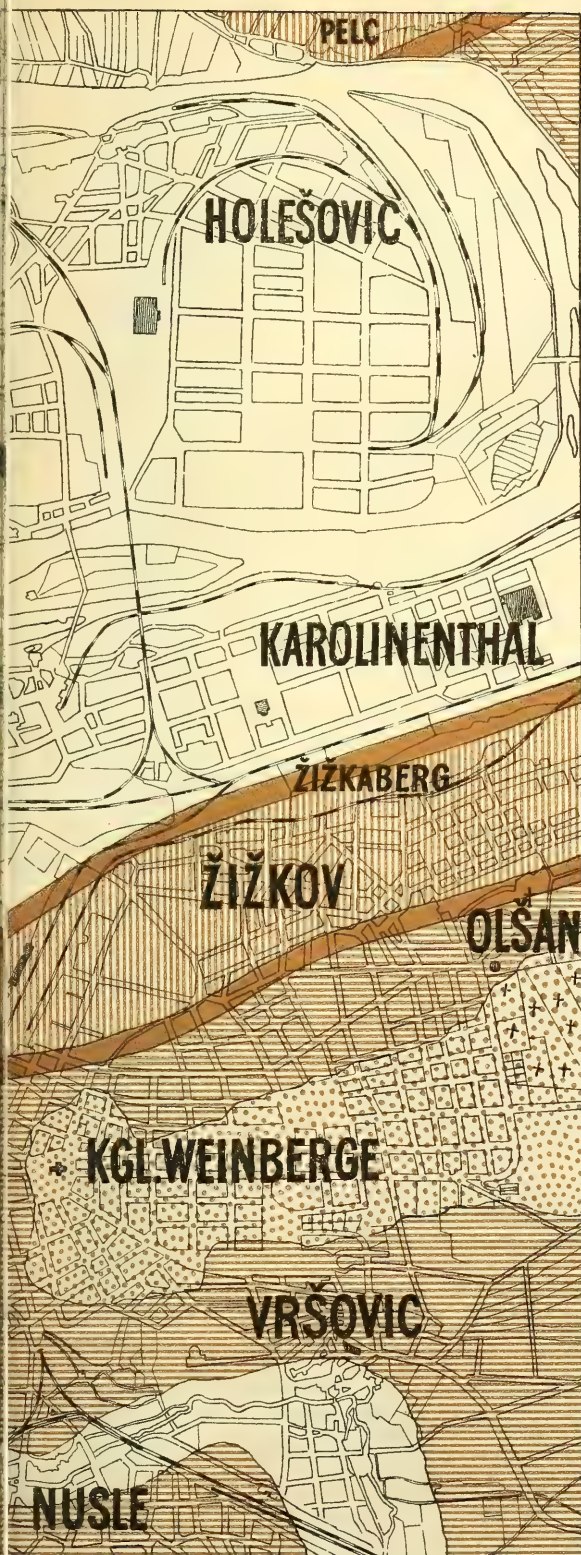 PELC
HOLEŠOVIC
KAROLINENTHAL
ŽIŽKABERG
ŽIŽKOV
OLŠAN
KGL.WEINBERGE
VRŠOVIC
NUSLE